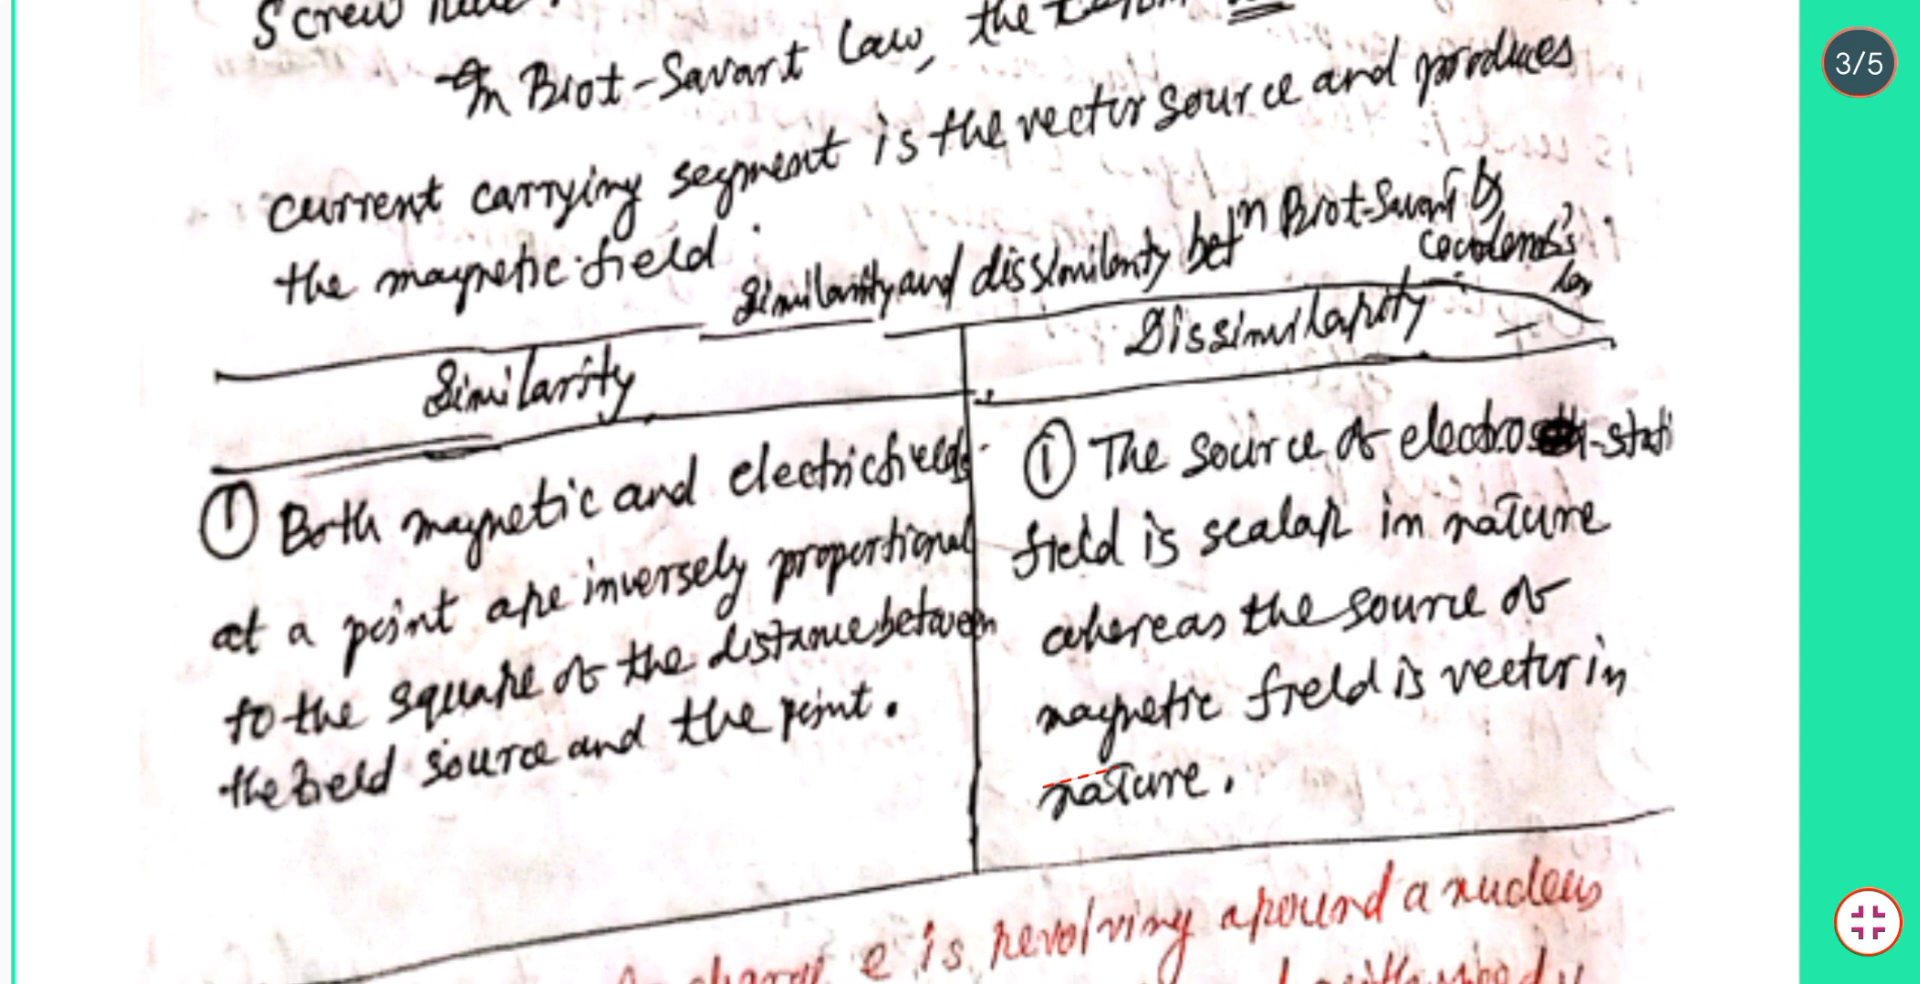 Screw
In Biot-Savart Law, the
current carrying segment is the vector source and produces
the magnetic field.
Similarity and dissimilarity betn Biot-Savart &
Coulomb's
law
Similarity
Dissimilarity
① Both magnetic and electric fields
at a point are inversely proportional
to the square of the distance between
the field source and the point.
① The source of electro-stati
field is scalar in nature
whereas the source of
magnetic field is vector in
nature.
e is revolving around a nucleus
3/5